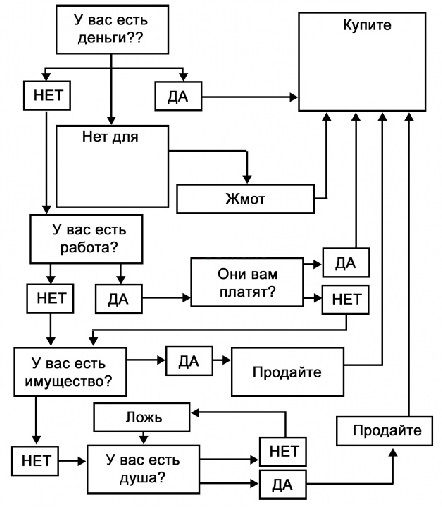 У вас есть
деньги??
Купите
НЕТ
ДА
Нет для
Жмот
У вас есть
работа?
Они вам
платят?
ДА
НЕТ
ДА
НЕТ
У вас есть
имущество?
ДА
Продайте
Ложь
Продайте
НЕТ
У вас есть
душа?
НЕТ
ДА